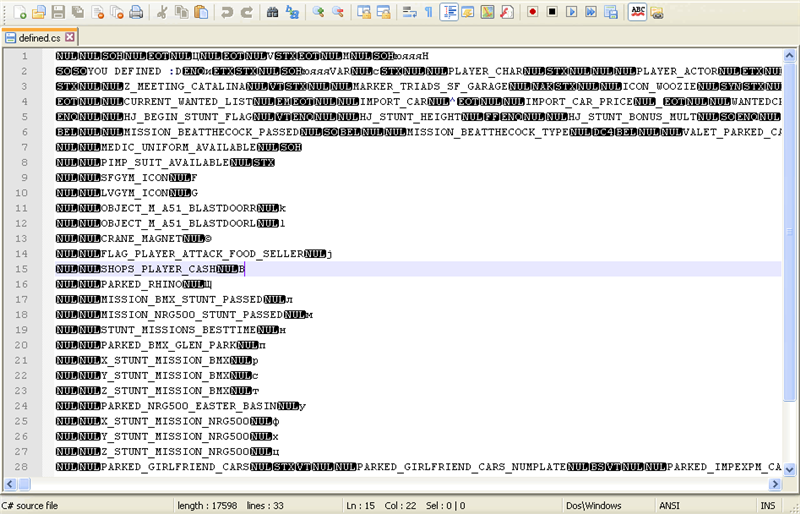 defined.cs
1 NULNULSOHNULEOTNULЦNULEOTNULVSTXEOTNULMNULSOHюяяяH
2 SOSOYOU DEFINED :DENQиETXSTXNULSOHюяяяVARNULcSTXNULNULPLAYER_CHARNULSTXNULNULNULNULPLAYER_ACTORNULETXNUL
3 STXNULNULZ_MEETING_CATALINANULVTSTXNULNULMARKER_TRIADS_SF_GARAGENULNAKSTXNULNULICON_WOOZIENULSYNSTXNUL
4 EOTNULNULCURRENT_WANTED_LISTNULEMEOTNULNULIMPORT_CARNUL^EOTNULNULIMPORT_CAR_PRICENUL_EOTNULNULWANTEDC
5 ENQNULNULHJ_BEGIN_STUNT_FLAGNULVTENQNULNULHJ_STUNT_HEIGHTNULFFENQNULNULHJ_STUNT_BONUS_MULTNULSOENQNUL
6 BELNULNULMISSION_BEATTHECOCK_PASSEDNULSOBELNULNULMISSION_BEATTHECOCK_TYPENULDC4BELNULNULVALET_PARKED_CA
7 NULNULMEDIC_UNIFORM_AVAILABLENULSOH
8 NULNULPIMP_SUIT_AVAILABLENULSTX
9 NULNULSFGYM_ICONNULF
10 NULNULLVGYM_ICONNULG
11 NULNULOBJECT_M_A51_BLASTDOORRNULk
12 NULNULOBJECT_M_A51_BLASTDOORLNULl
13 NULNULCRANE_MAGNETNUL©
14 NULNULFLAG_PLAYER_ATTACK_FOOD_SELLERNULj
15 NULNULSHOPS_PLAYER_CASHNULB
16 NULNULPARKED_RHINONULЩ
17 NULNULMISSION_BMX_STUNT_PASSEDNULл
18 NULNULMISSION_NRG500_STUNT_PASSEDNULм
19 NULNULSTUNT_MISSIONS_BESTTIMENULн
20 NULNULPARKED_BMX_GLEN_PARKNULп
21 NULNULX_STUNT_MISSION_BMXNULр
22 NULNULY_STUNT_MISSION_BMXNULс
23 NULNULZ_STUNT_MISSION_BMXNULт
24 NULNULPARKED_NRG500_EASTER_BASINNULу
25 NULNULX_STUNT_MISSION_NRG500NULф
26 NULNULY_STUNT_MISSION_NRG500NULх
27 NULNULZ_STUNT_MISSION_NRG500NULц
28 NULNULPARKED_GIRLFRIEND_CARSNULSTXVTNULNULPARKED_GIRLFRIEND_CARS_NUMPLATENULBSVTNULNULPARKED_IMPEXPM_CA
C# source file length : 17598 lines : 33 Ln : 15 Col : 22 Sel : 0 | 0 Dos\Windows ANSI INS